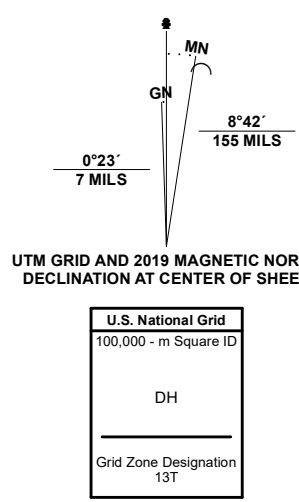 MN
GN
8°42´
155 MILS
0°23´
7 MILS
UTM GRID AND 2019 MAGNETIC NOR
DECLINATION AT CENTER OF SHEE
U.S. National Grid
100,000 - m Square ID
DH
Grid Zone Designation
13T